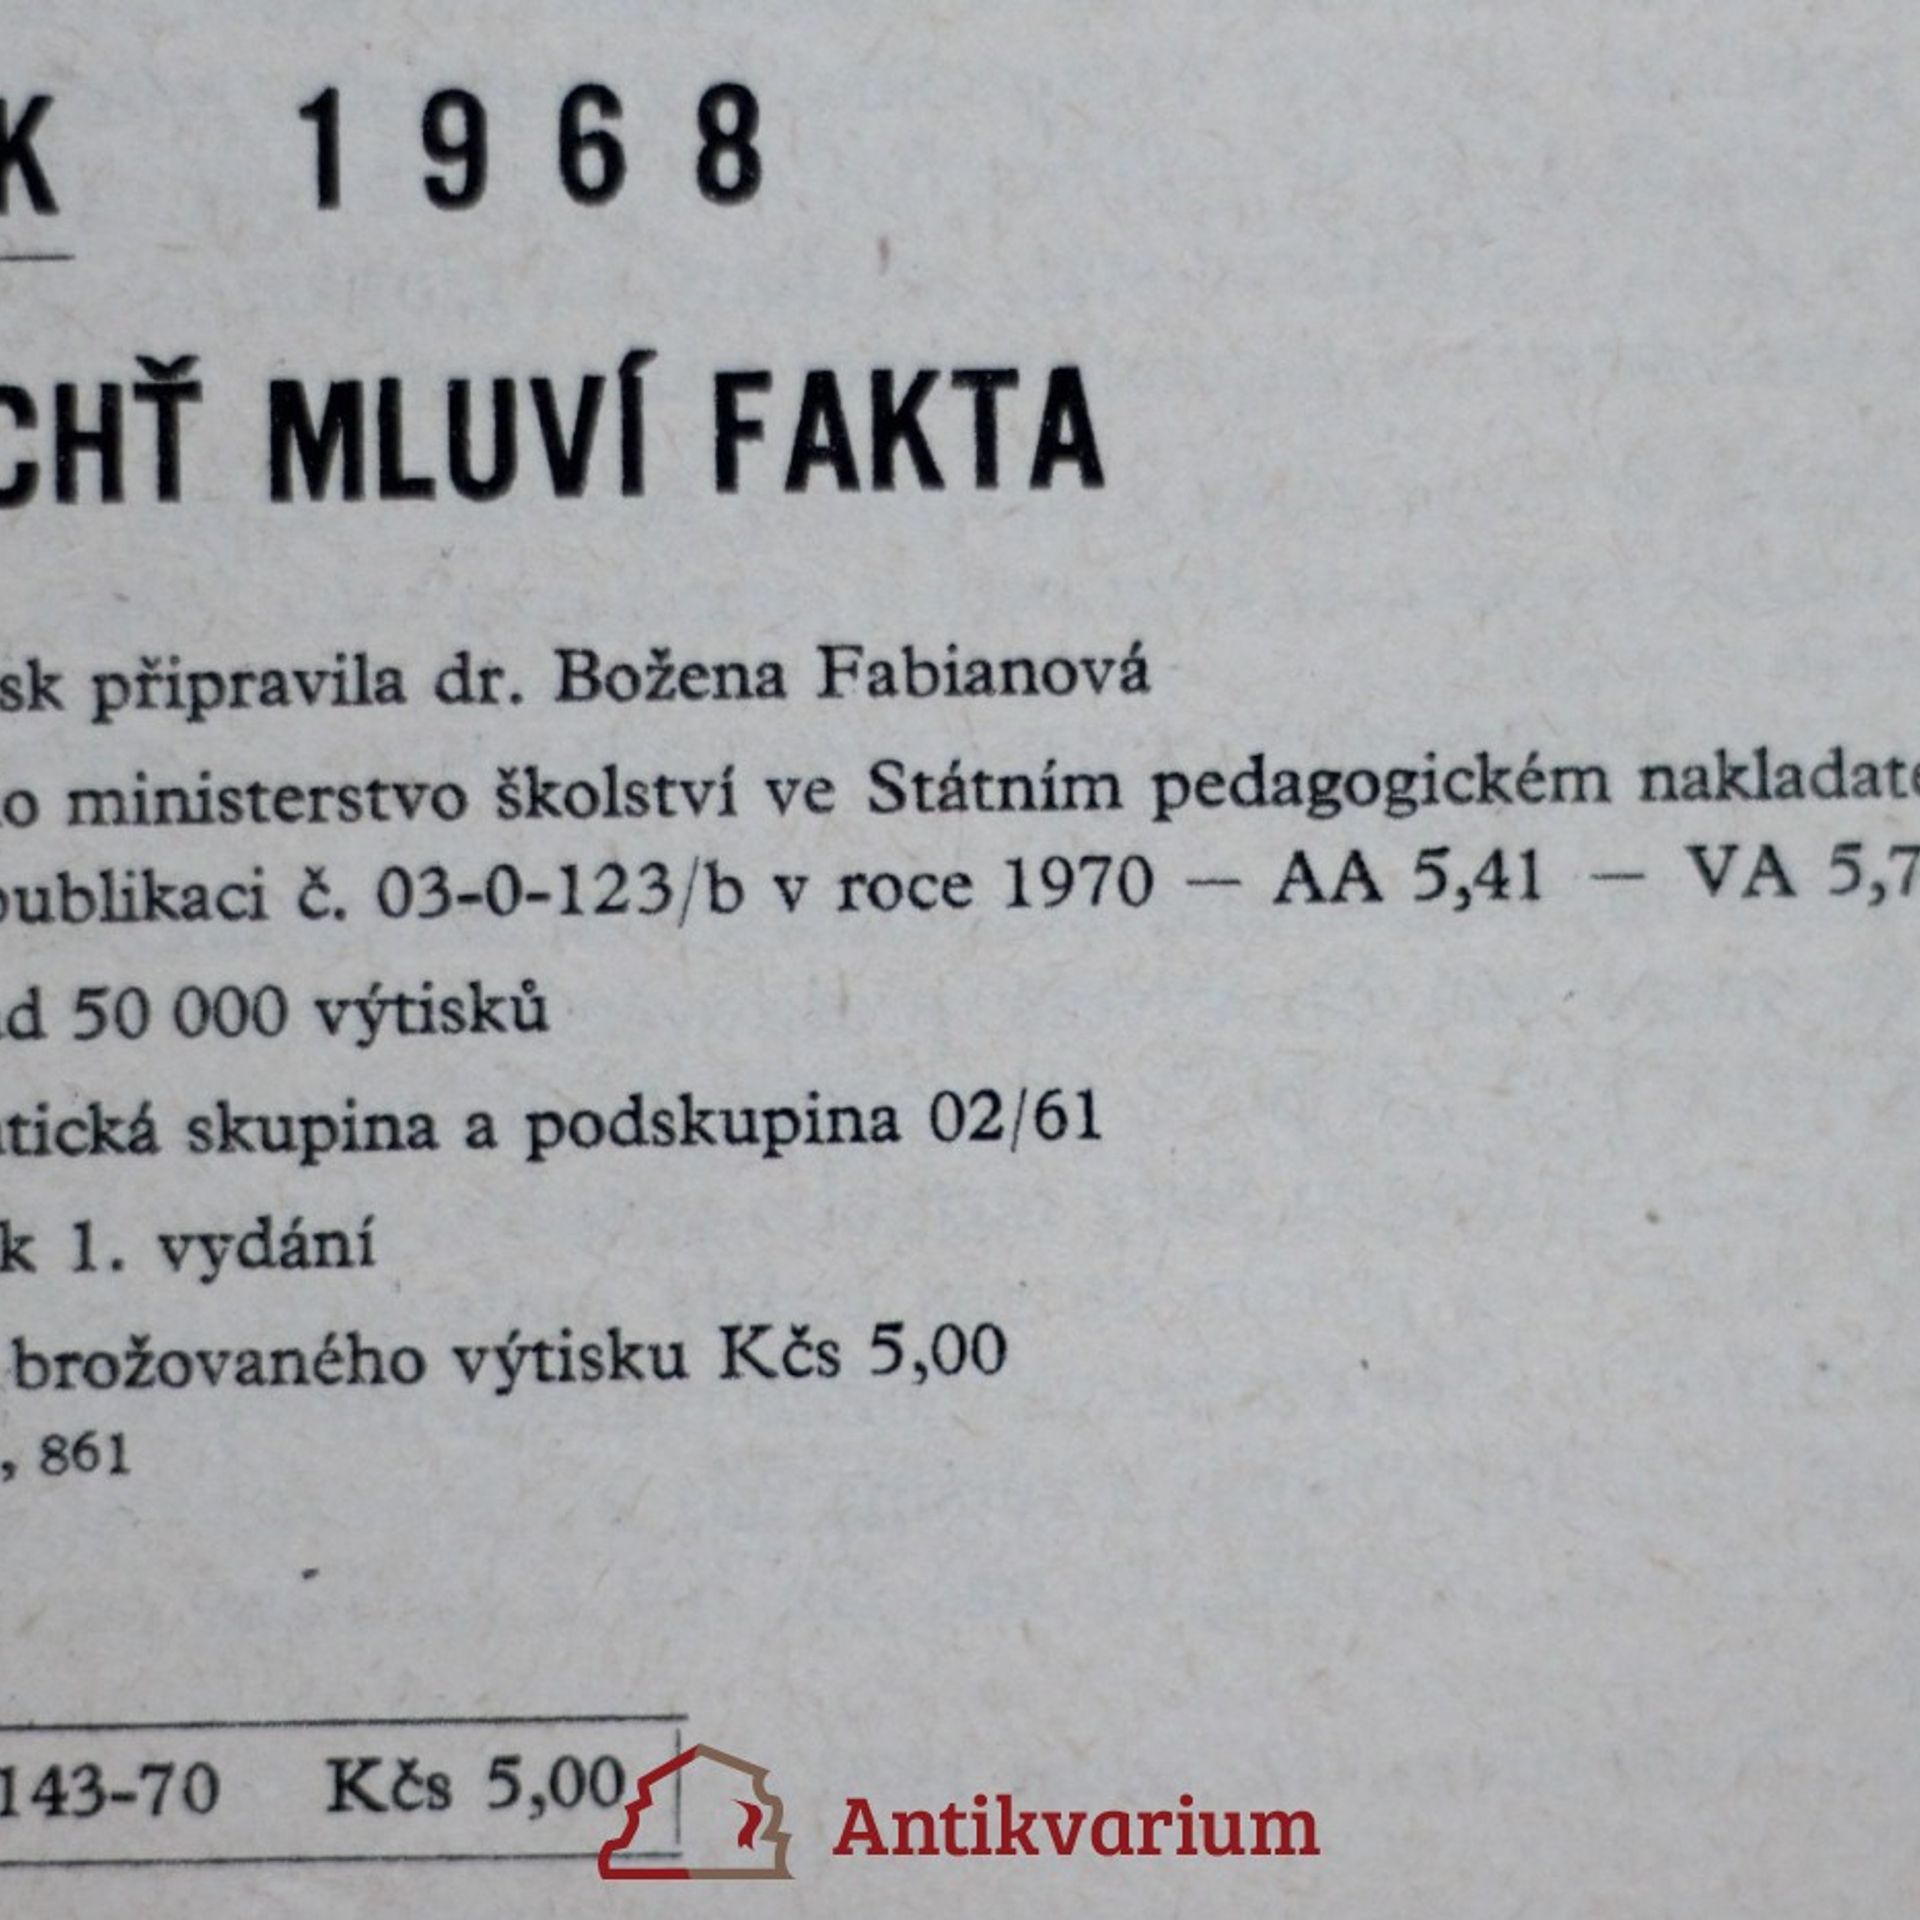 K 1968
CHŤ MLUVÍ FAKTA
sk připravila dr. Božena Fabianová
o ministerstvo školství ve Státním pedagogickém nakladate
publikaci č. 03-0-123/b v roce 1970 — AA 5,41 — VA 5,7
d 50 000 výtisků
tická skupina a podskupina 02/61
k 1. vydání
brožovaného výtisku Kčs 5,00
, 861
143-70 Kčs 5,00
Antikvarium